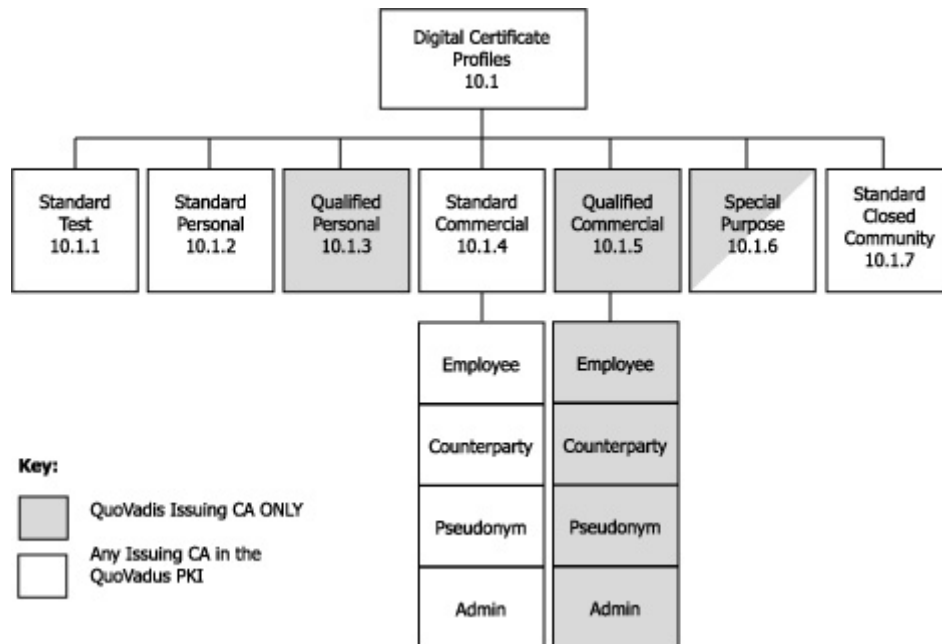 Digital Certificate
Profiles
10.1
Standard
Test
10.1.1
Standard
Personal
10.1.2
Qualified
Personal
10.1.3
Standard
Commercial
10.1.4
Qualified
Commercial
10.1.5
Special
Purpose
10.1.6
Standard
Closed
Community
10.1.7
Employee
Counterparty
Pseudonym
Admin
Employee
Counterparty
Pseudonym
Admin
Key:
QuoVadis Issuing CA ONLY
Any Issuing CA in the
QuoVadus PKI